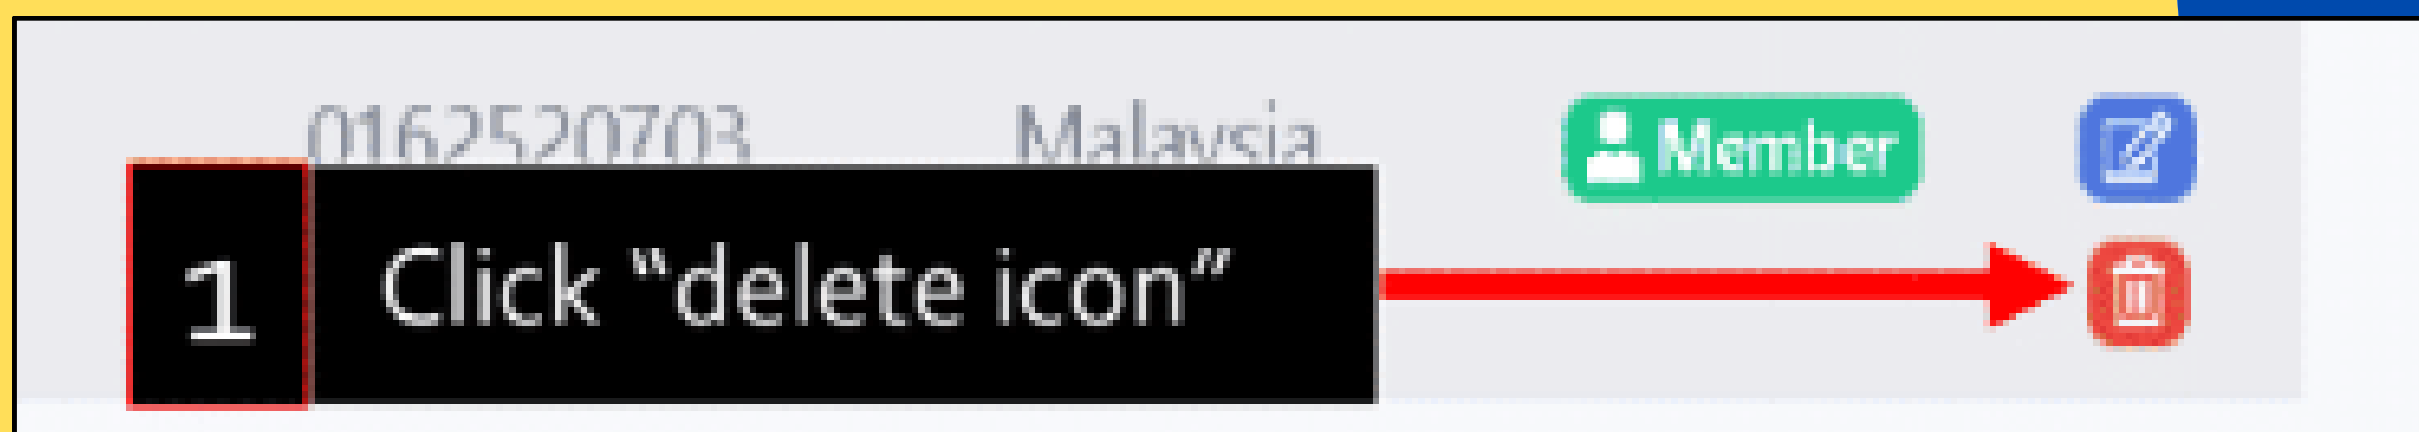 0162520703 Malaysia Member
1 Click “delete icon”